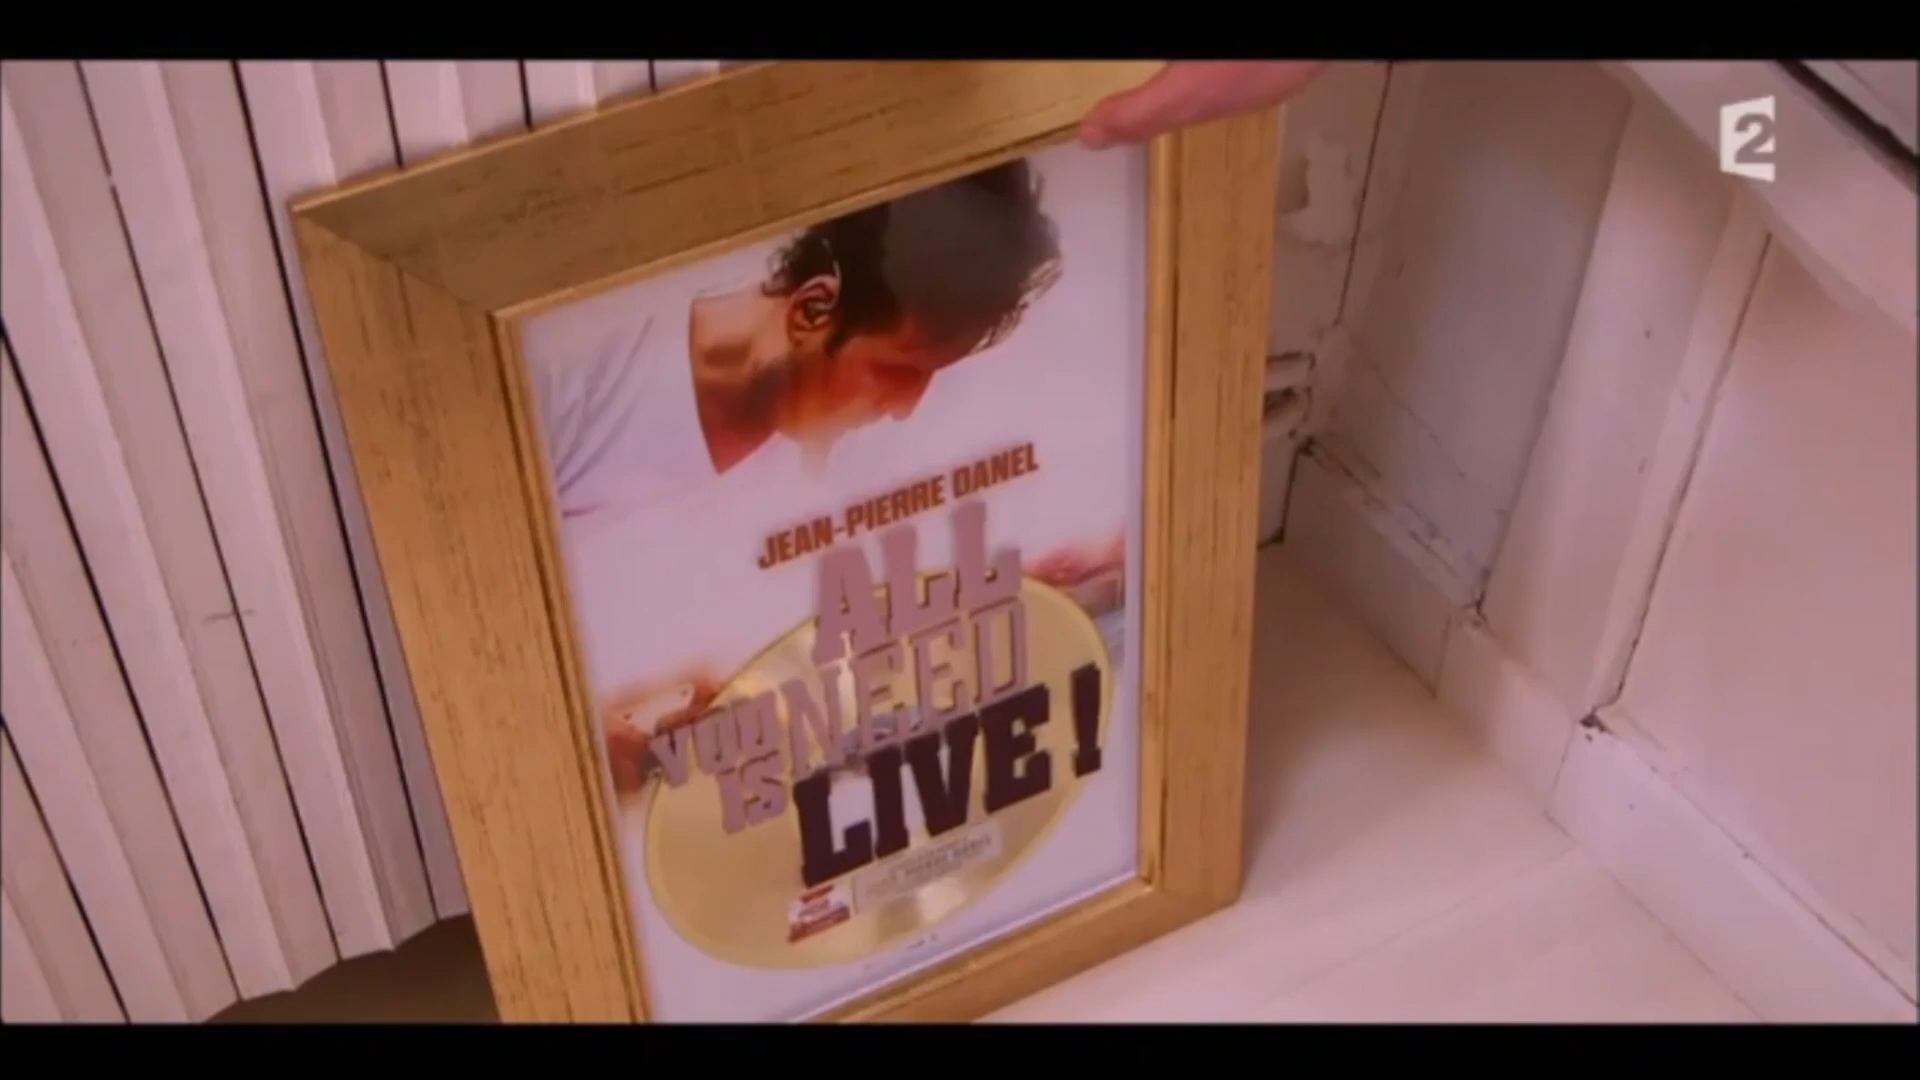 2
JEAN-PIERRE DANEL
ALL
YOU NEED
IS LIVE !